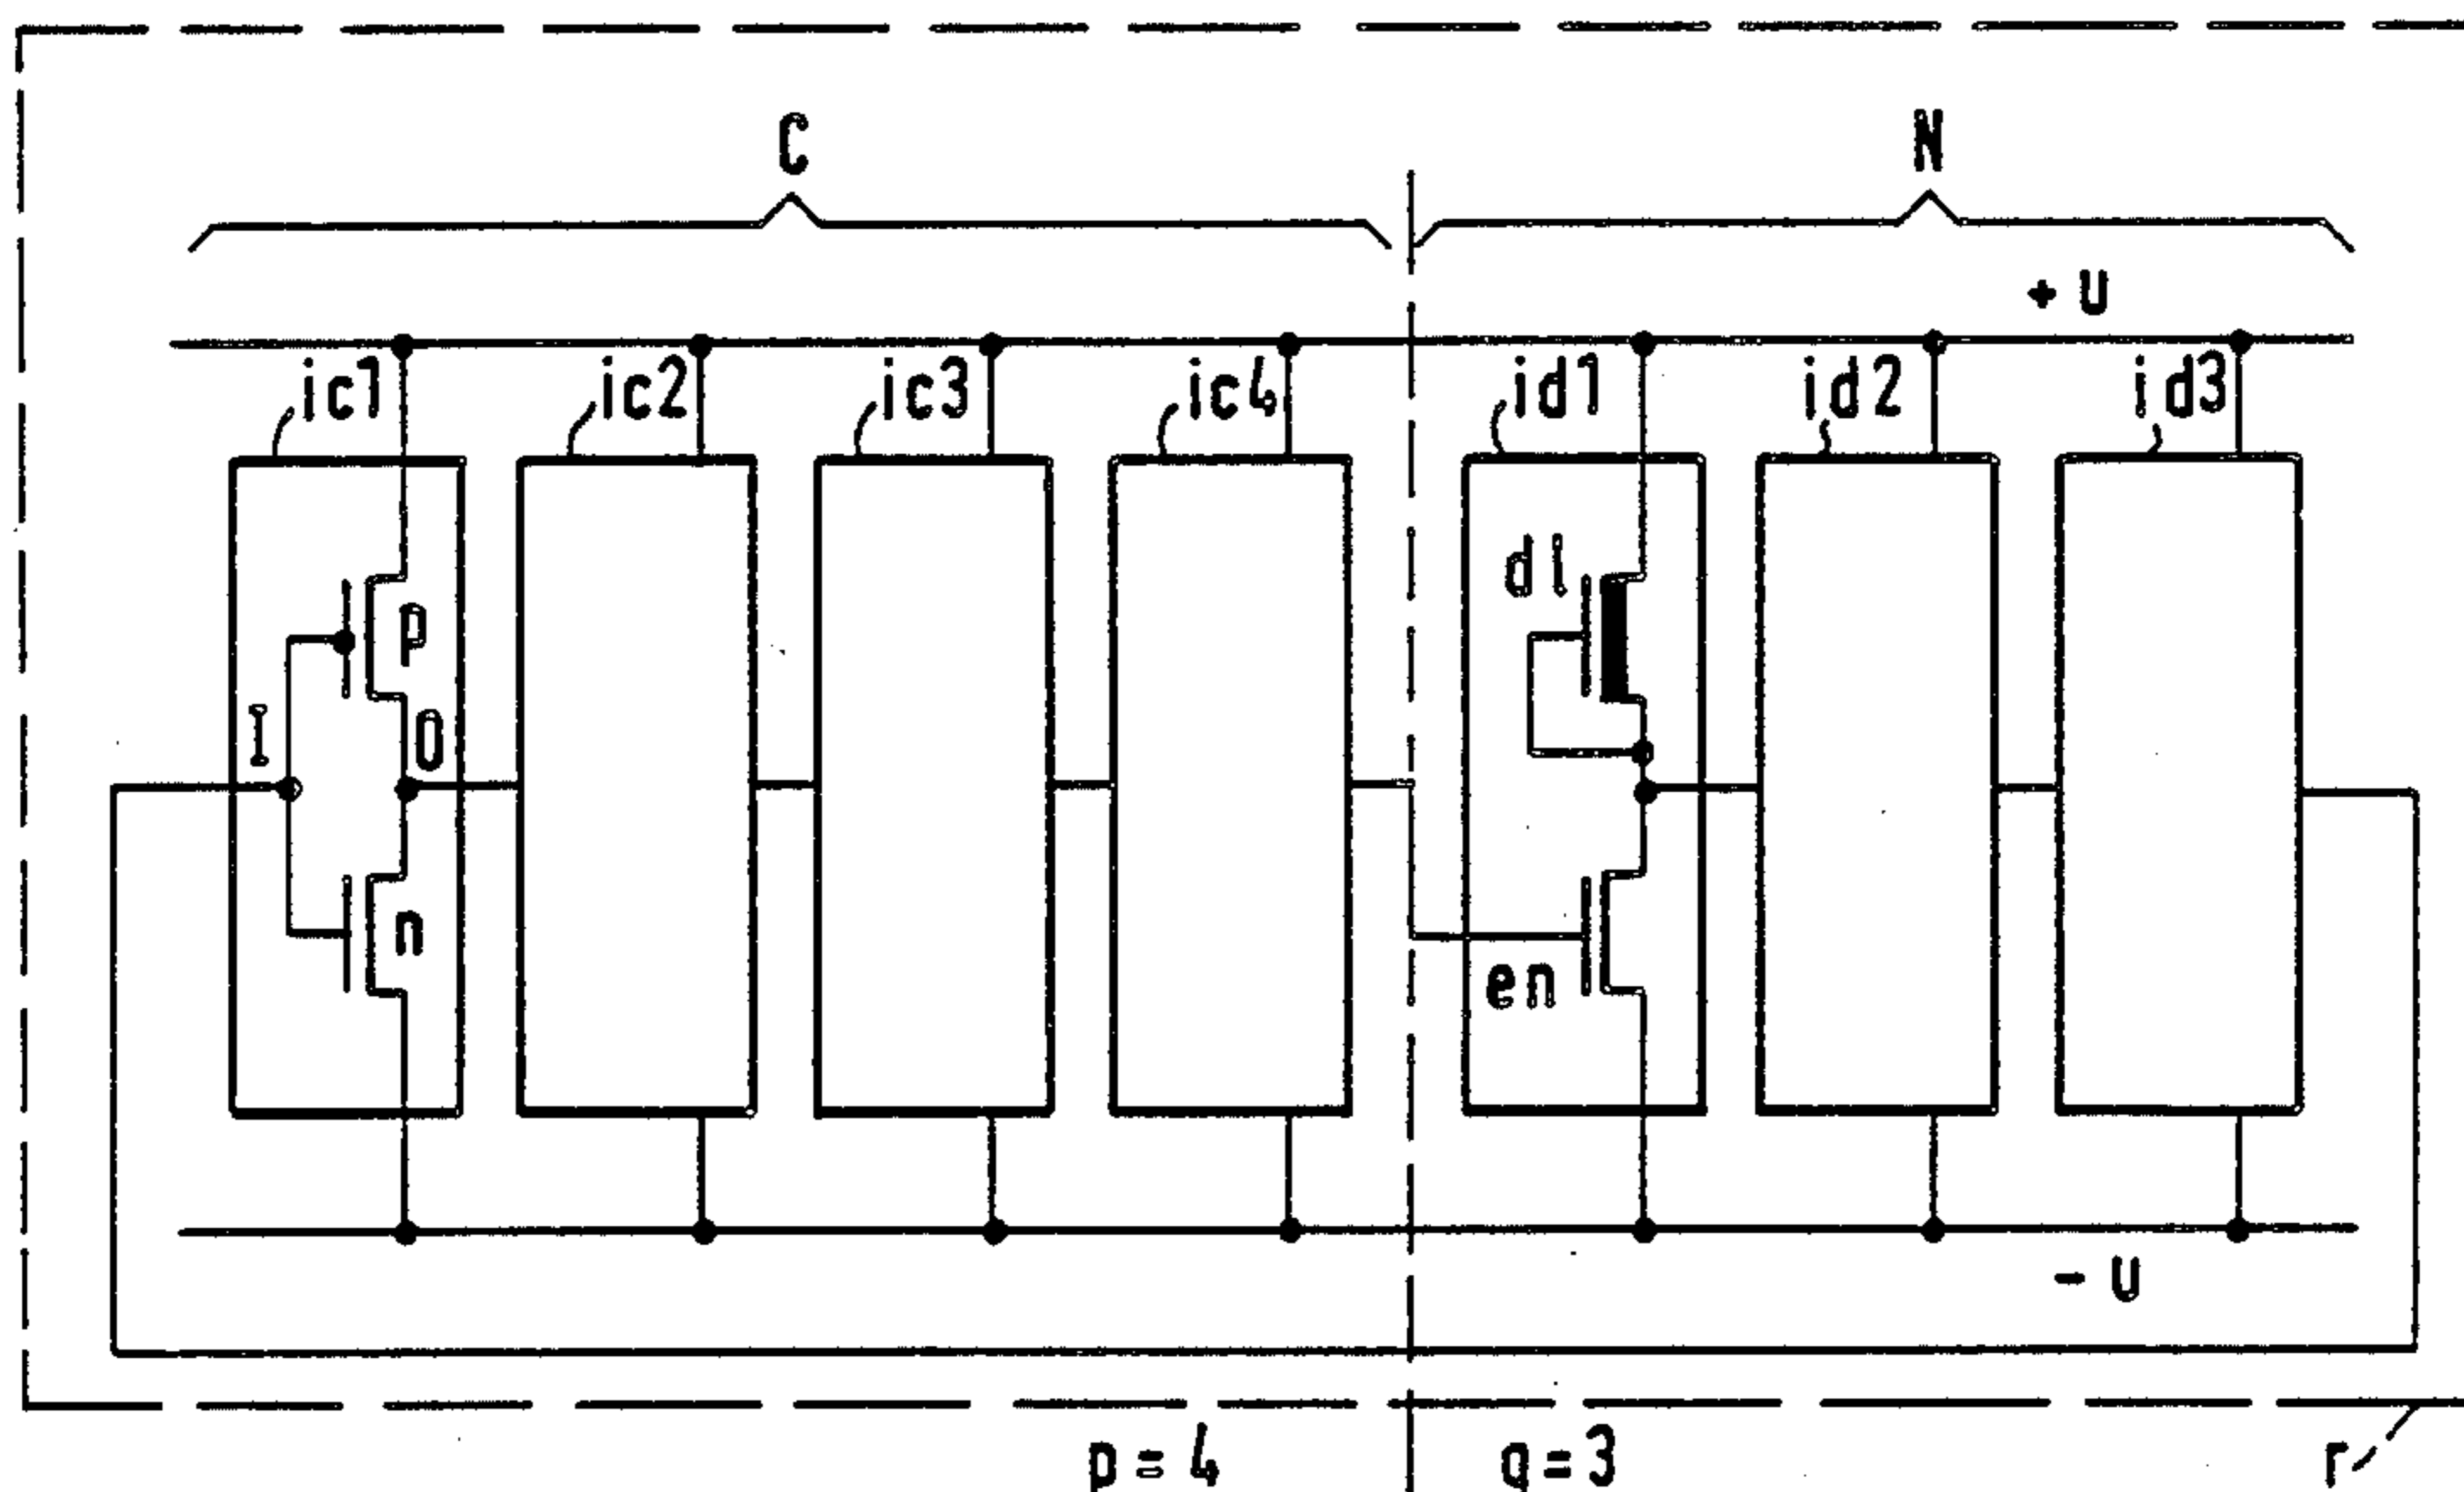 C N
+ U
ic1 ic2 ic3 ic4 id1 id2 id3
dl
p
I O
n
en
- U
p = 4 q = 3 r